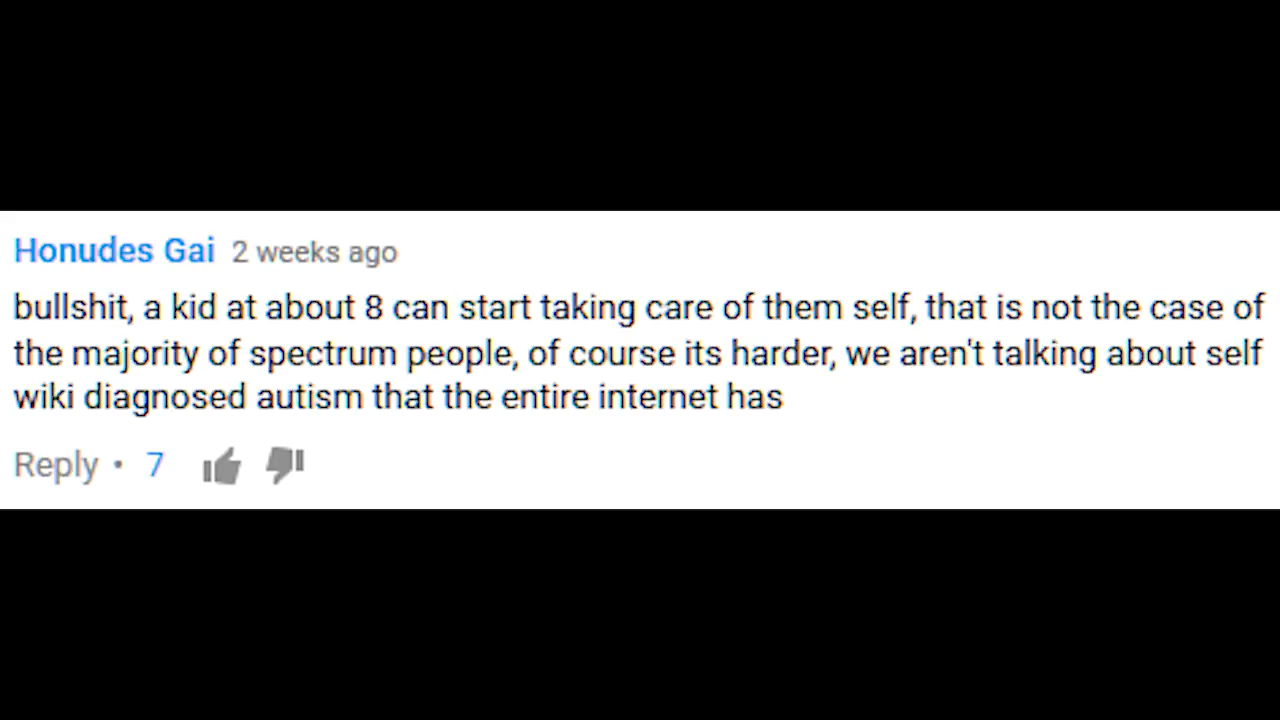 Honudes Gai 2 weeks ago
bullshit, a kid at about 8 can start taking care of them self, that is not the case of
the majority of spectrum people, of course its harder, we aren't talking about self
wiki diagnosed autism that the entire internet has
Reply • 7